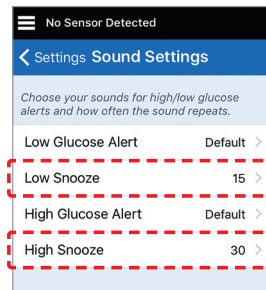 No Sensor Detected
Settings Sound Settings
Choose your sounds for high/low glucose
alerts and how often the sound repeats.
Low Glucose Alert Default
Low Snooze 15
High Glucose Alert Default
High Snooze 30